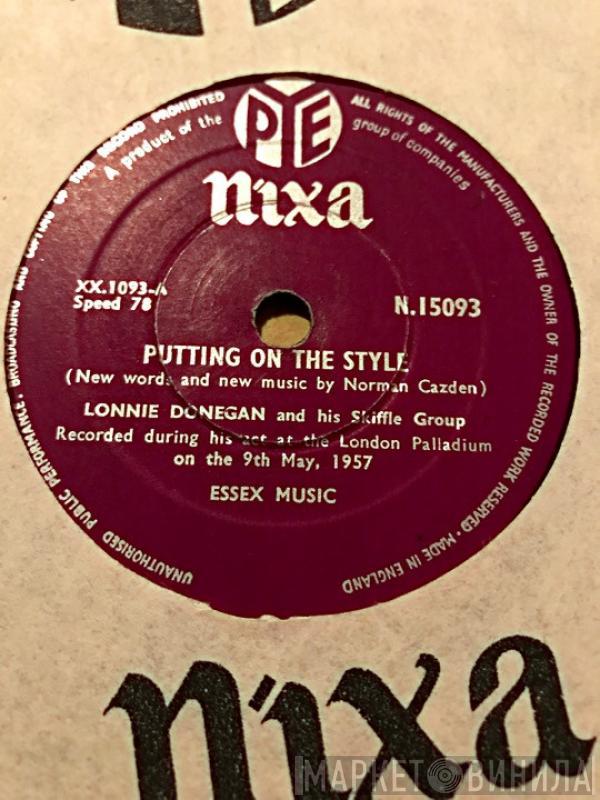 PYE
nixa
A product of the
group of companies
XX.1093-A
Speed 78
N.15093
PUTTING ON THE STYLE
(New words and new music by Norman Cazden)
LONNIE DONEGAN and his Skiffle Group
Recorded during his act at the London Palladium
on the 9th May, 1957
ESSEX MUSIC
ALL RIGHTS OF THE MANUFACTURERS AND THE OWNER OF THE RECORDED WORK RESERVED · MADE IN ENGLAND
UNAUTHORISED PUBLIC PERFORMANCE · BROADCASTING AND COPYING OF THIS RECORD PROHIBITED
nixa
МАРКЕТ ВИНИЛА